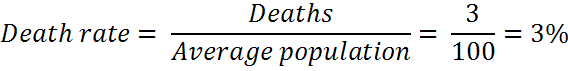 Death rate = Deaths / Average population = 3 / 100 = 3%